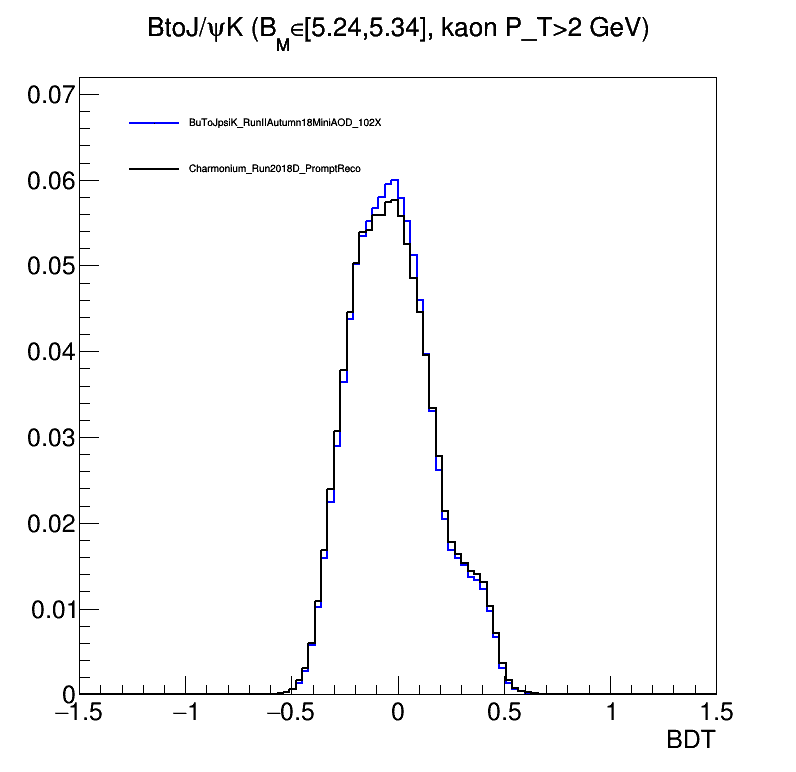 BtoJ/ψK (B_M∈[5.24,5.34], kaon P_T>2 GeV)
0.07
BuToJpsiK_RunIIAutumn18MiniAOD_102X
Charmonium_Run2018D_PromptReco
0.06
0.05
0.04
0.03
0.02
0.01
0
−1.5 −1 −0.5 0 0.5 1 1.5
BDT